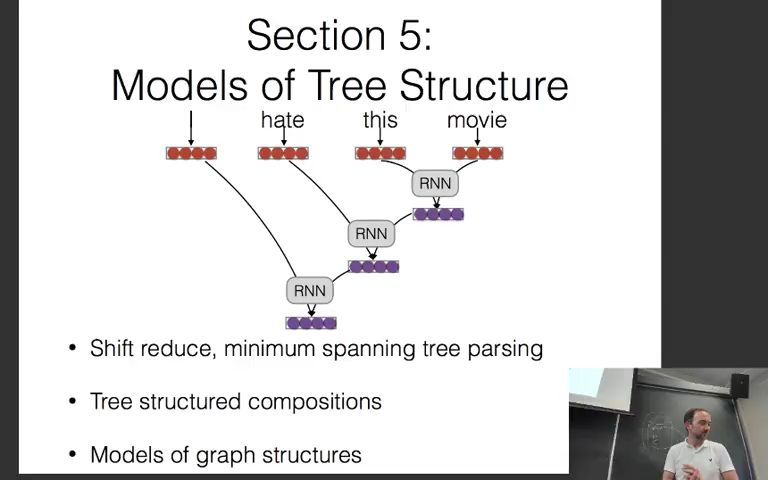 Section 5:
Models of Tree Structure
I hate this movie
RNN
RNN
RNN
• Shift reduce, minimum spanning tree parsing
• Tree structured compositions
• Models of graph structures